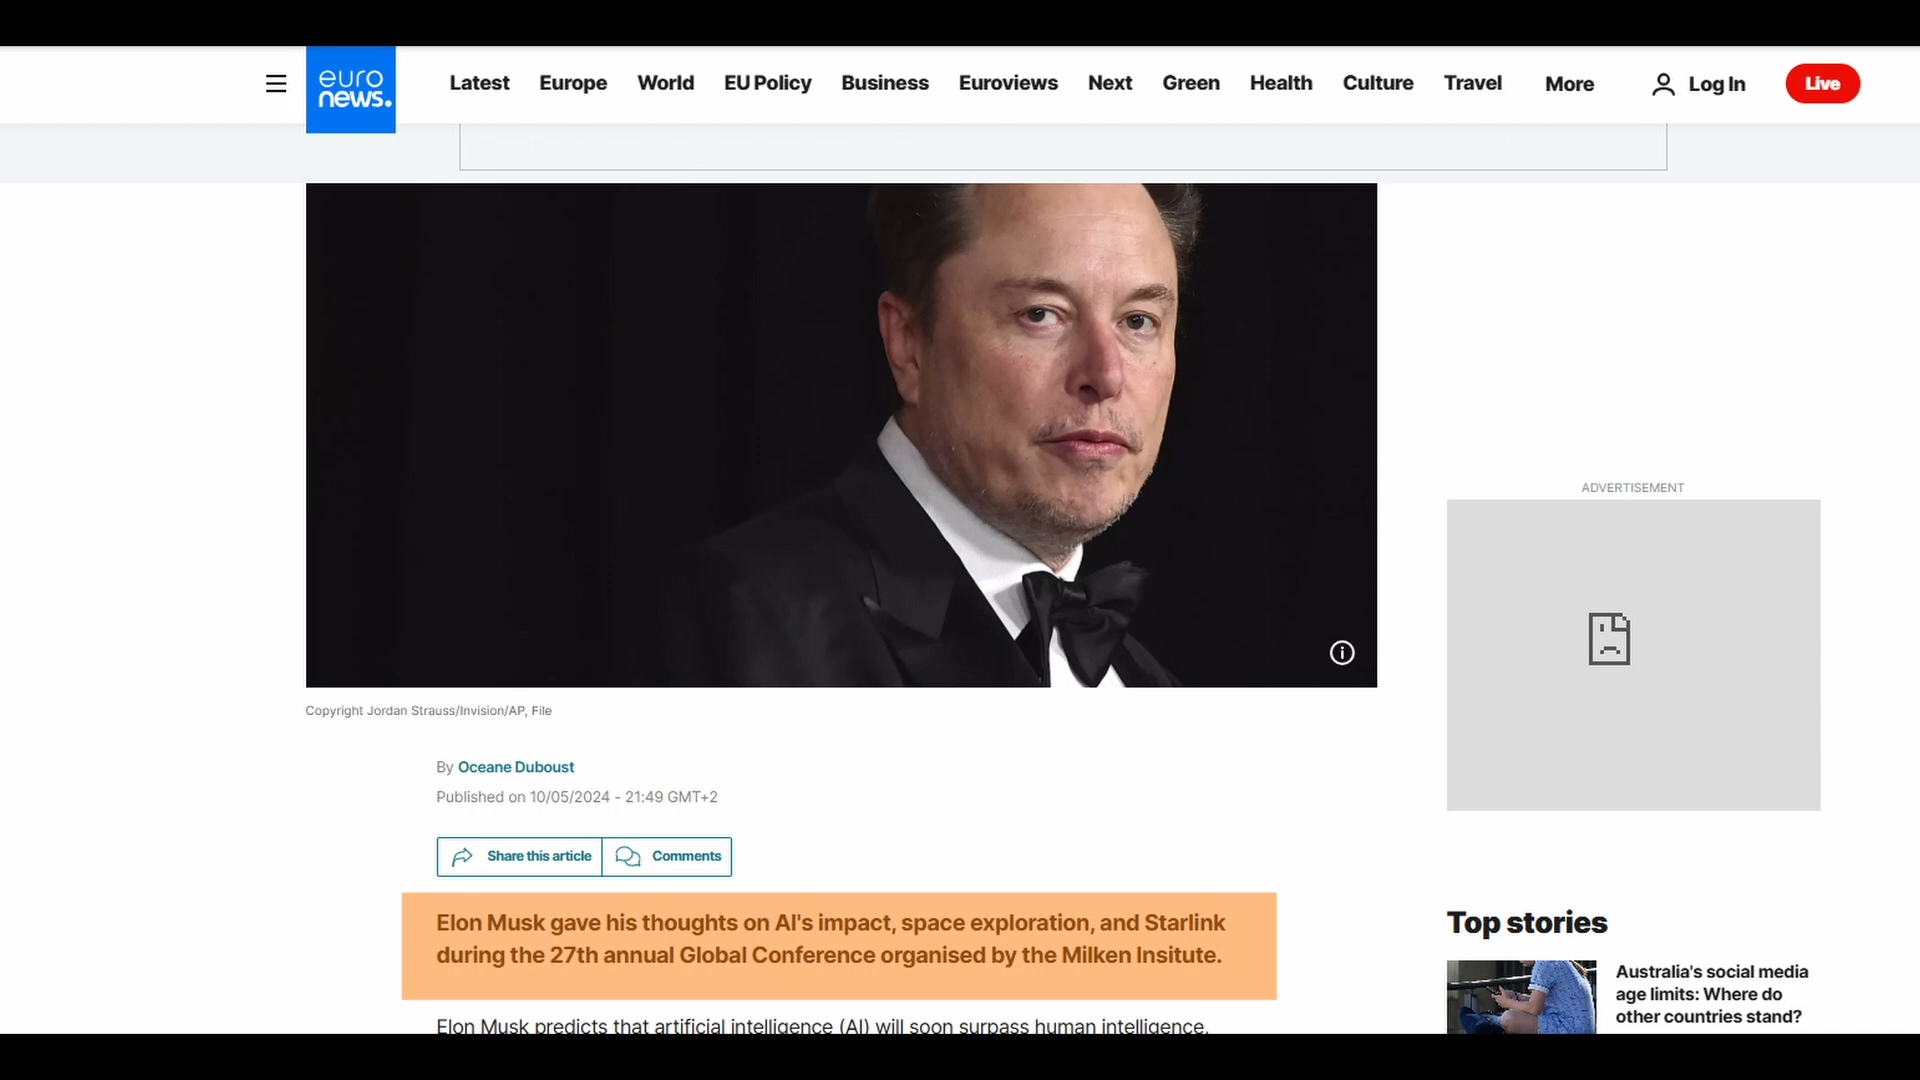 euro
news.
Latest Europe World EU Policy Business Euroviews Next Green Health Culture Travel More Log In Live
ADVERTISEMENT
Copyright Jordan Strauss/Invision/AP, File
By Oceane Duboust
Published on 10/05/2024 - 21:49 GMT+2
Share this article Comments
Elon Musk gave his thoughts on AI's impact, space exploration, and Starlink
during the 27th annual Global Conference organised by the Milken Insitute.
Elon Musk predicts that artificial intelligence (AI) will soon surpass human intelligence,
Top stories
Australia's social media
age limits: Where do
other countries stand?